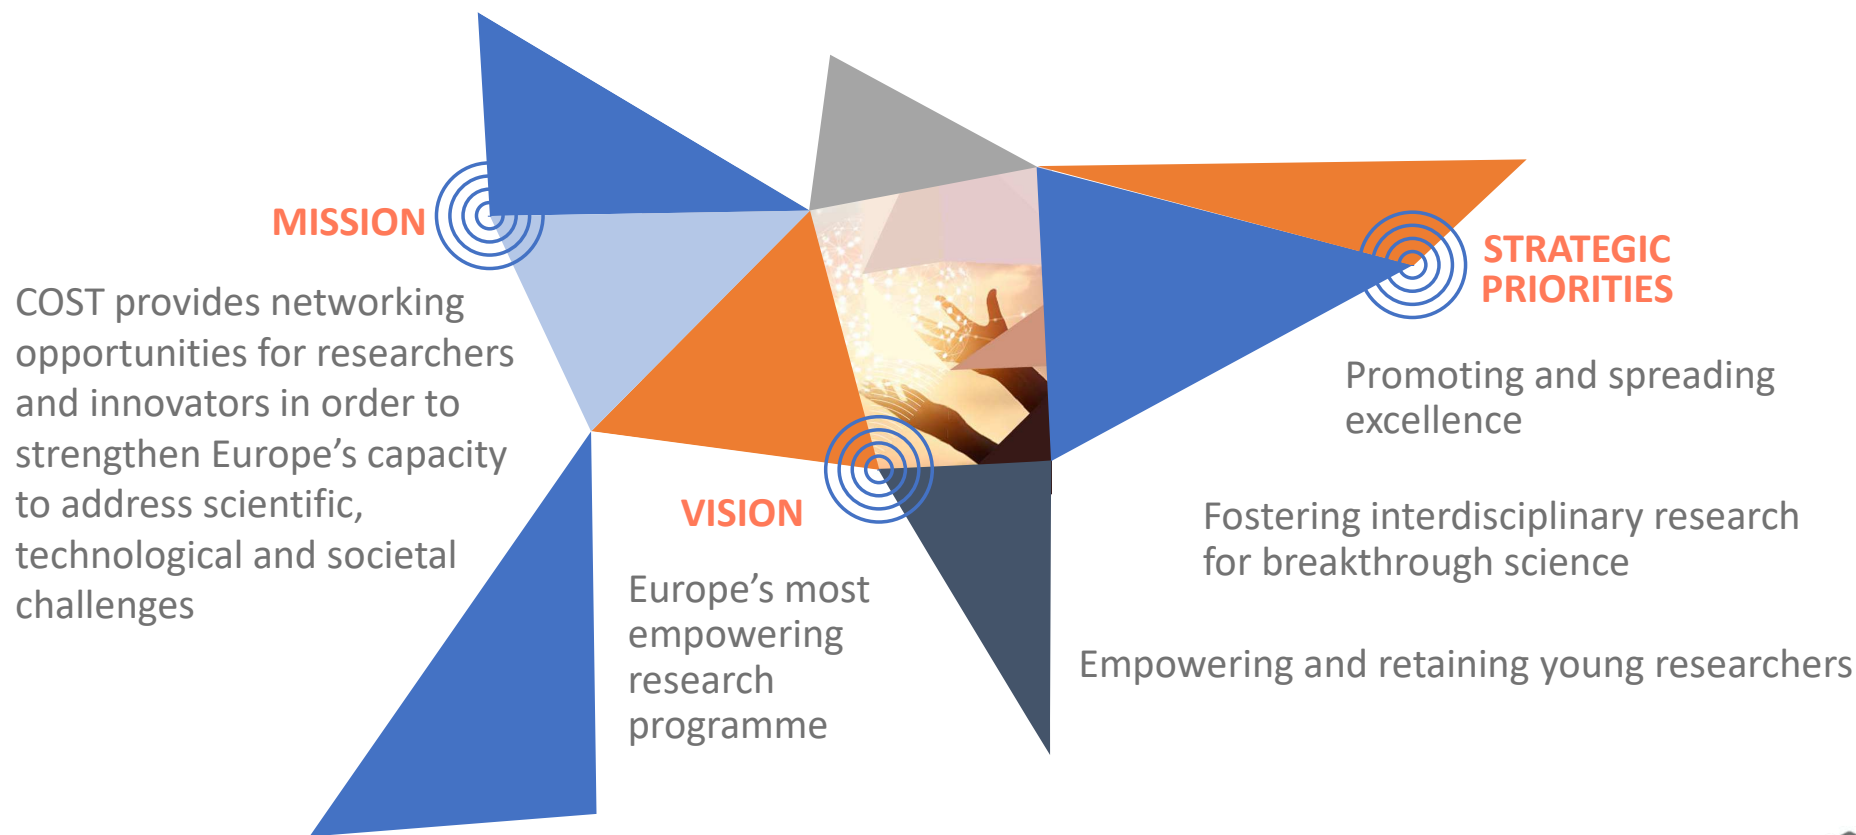 MISSION
COST provides networking
opportunities for researchers
and innovators in order to
strengthen Europe’s capacity
to address scientific,
technological and societal
challenges
VISION
Europe’s most
empowering
research
programme
STRATEGIC
PRIORITIES
Promoting and spreading
excellence
Fostering interdisciplinary research
for breakthrough science
Empowering and retaining young researchers